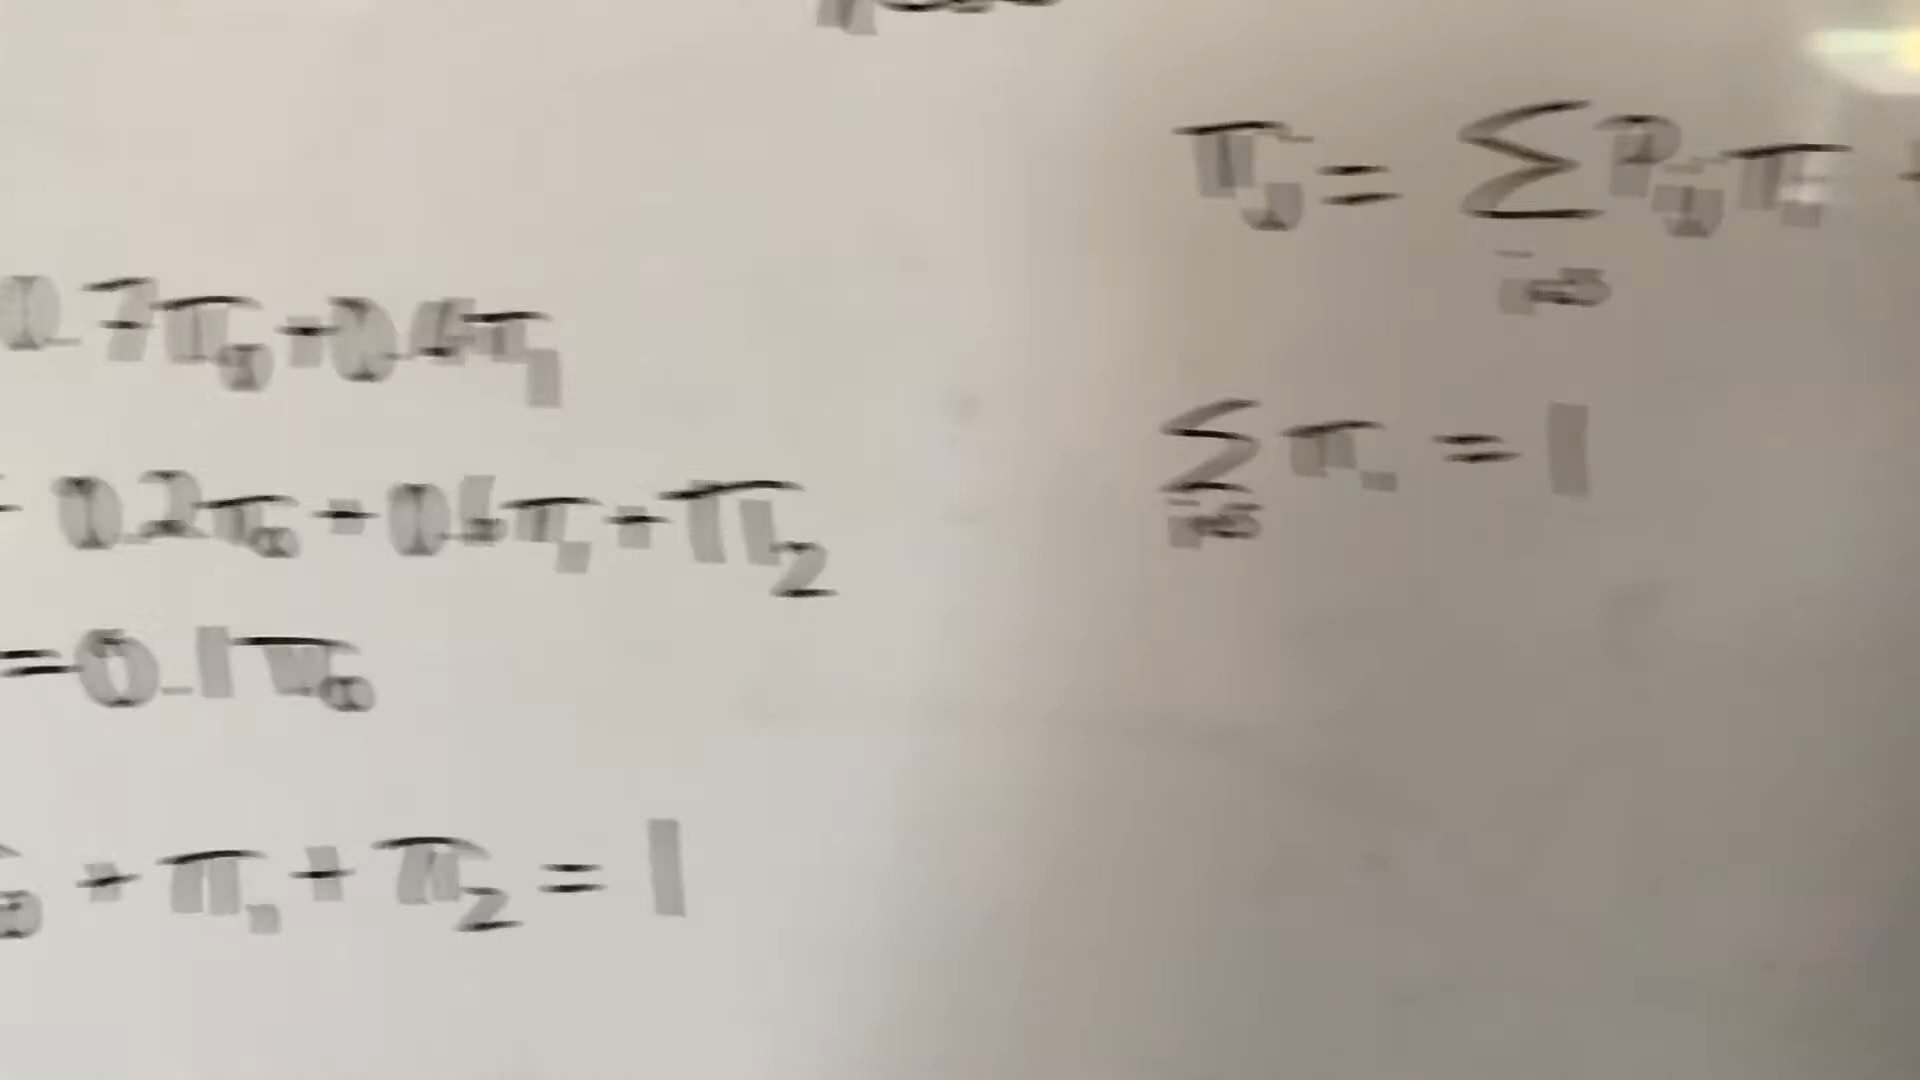 0.7π₀+0.4π₁
= 0.2π₀+0.6π₁+π₂
=0.1π₀
+π₁+π₂=1
πⱼ= Σ Pᵢⱼπᵢ
i∈S
Σ πᵢ =1
i∈S